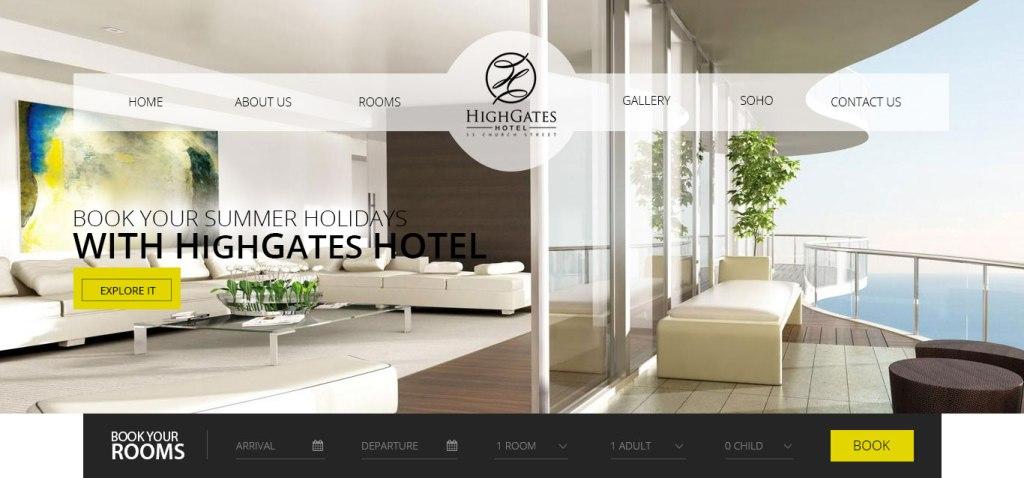 HOME
ABOUT US
ROOMS
HIGHGATES
HOTEL
35 CHURCH STREET
GALLERY
SOHO
CONTACT US
BOOK YOUR SUMMER HOLIDAYS
WITH HIGHGATES HOTEL
EXPLORE IT
BOOK YOUR
ROOMS
ARRIVAL
DEPARTURE
1 ROOM
1 ADULT
0 CHILD
BOOK